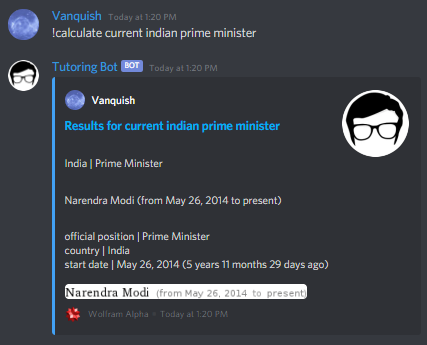 Vanquish Today at 1:20 PM
!calculate current indian prime minister
Tutoring Bot BOT Today at 1:20 PM
Vanquish
Results for current indian prime minister
India | Prime Minister
Narendra Modi (from May 26, 2014 to present)
official position | Prime Minister
country | India
start date | May 26, 2014 (5 years 11 months 29 days ago)
Narendra Modi (from May 26, 2014 to present)
Wolfram Alpha • Today at 1:20 PM